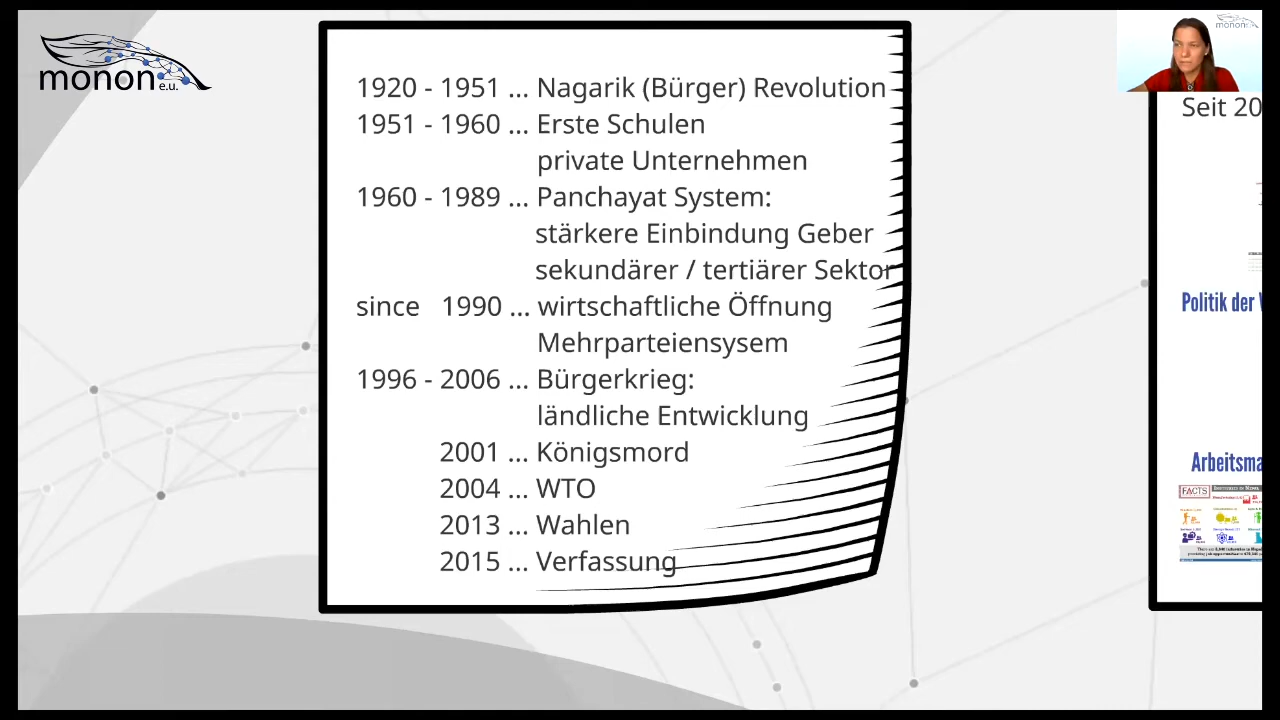 monon e.u.
1920 - 1951 ... Nagarik (Bürger) Revolution
1951 - 1960 ... Erste Schulen
private Unternehmen
1960 - 1989 ... Panchayat System:
stärkere Einbindung Geber
sekundärer / tertiärer Sektor
since 1990 ... wirtschaftliche Öffnung
Mehrparteiensysem
1996 - 2006 ... Bürgerkrieg:
ländliche Entwicklung
2001 ... Königsmord
2004 ... WTO
2013 ... Wahlen
2015 ... Verfassung
monon
Seit 20
Politik der
Arbeitsma
FACTS